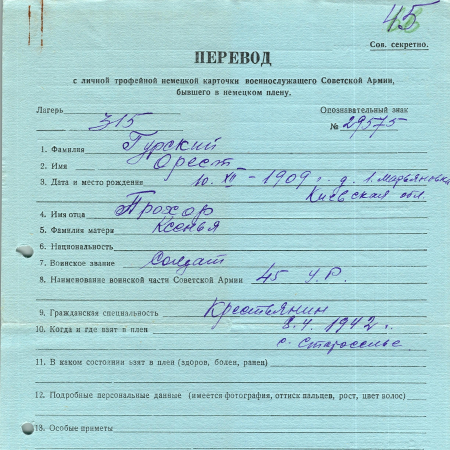 45
Сов. секретно.
ПЕРЕВОД
с личной трофейной немецкой карточки военнослужащего Советской Армии,
бывшего в немецком плену.
Лагерь 315 Опознавательный знак
№ 29575
1. Фамилия Гурский
2. Имя Орест
3. Дата и место рождения 10. XII - 1909 г. д.
Киевская обл.
4. Имя отца Прохор
5. Фамилия матери Ксенья
6. Национальность
7. Воинское звание Солдат
8. Наименование воинской части Советской Армии 45 У.Р.
9. Гражданская специальность Крестьянин
10. Когда и где взят в плен 8.4. 1942 г.
с. Староселье
11. В каком состоянии взят в плен (здоров, болен, ранен)
12. Подробные персональные данные (имеется фотография, оттиск пальцев, рост, цвет волос)
13. Особые приметы